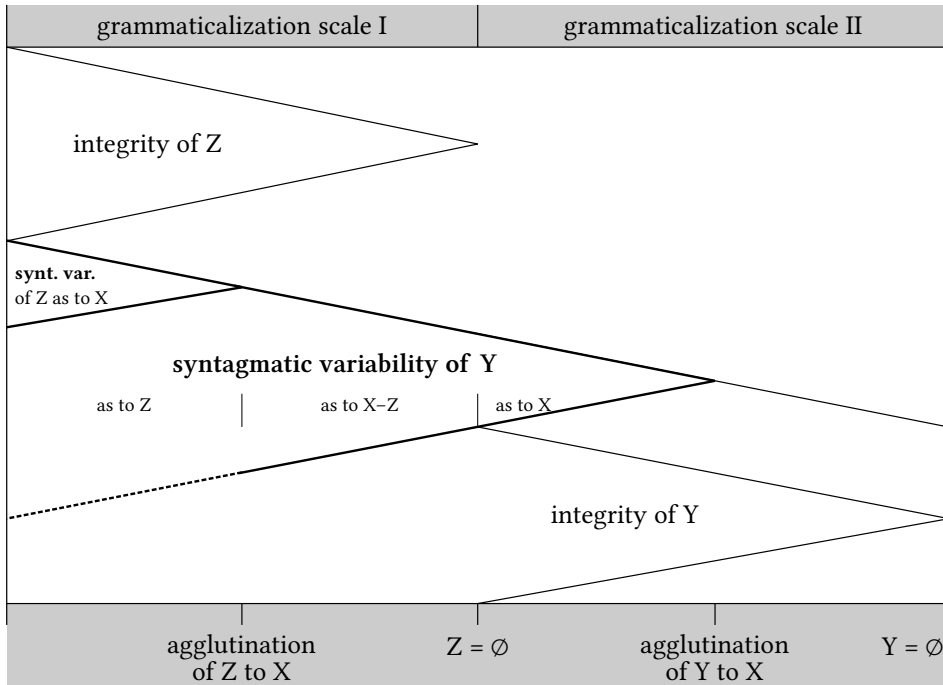 grammaticalization scale I
grammaticalization scale II
integrity of Z
synt. var.
of Z as to X
syntagmatic variability of Y
as to Z
as to X–Z
as to X
integrity of Y
agglutination
of Z to X
Z = ∅
agglutination
of Y to X
Y = ∅